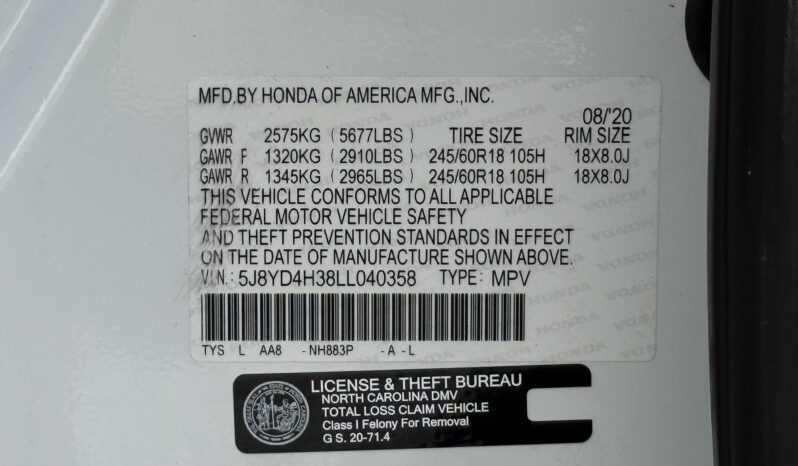 MFD.BY HONDA OF AMERICA MFG.,INC.
08/'20
GVWR 2575KG (5677LBS) TIRE SIZE RIM SIZE
GAWR F 1320KG (2910LBS) 245/60R18 105H 18X8.0J
GAWR R 1345KG (2965LBS) 245/60R18 105H 18X8.0J
THIS VEHICLE CONFORMS TO ALL APPLICABLE
FEDERAL MOTOR VEHICLE SAFETY
AND THEFT PREVENTION STANDARDS IN EFFECT
ON THE DATE OF MANUFACTURE SHOWN ABOVE.
V.I.N.: 5J8YD4H38LL040358 TYPE: MPV
TYS L AA8 -NH883P -A-L
LICENSE & THEFT BUREAU
NORTH CAROLINA DMV
TOTAL LOSS CLAIM VEHICLE
Class I Felony For Removal
G S. 20-71.4